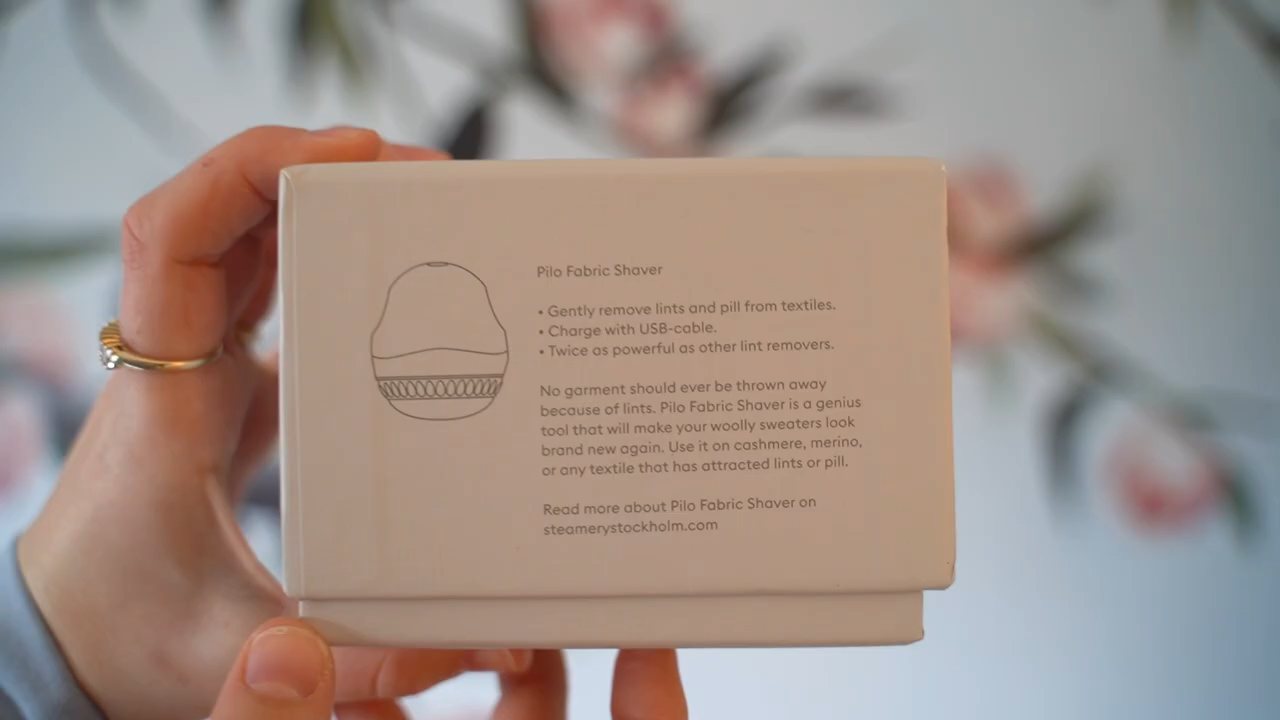 Pilo Fabric Shaver
• Gently remove lints and pill from textiles.
• Charge with USB-cable.
• Twice as powerful as other lint removers.
No garment should ever be thrown away
because of lints. Pilo Fabric Shaver is a genius
tool that will make your woolly sweaters look
brand new again. Use it on cashmere, merino,
or any textile that has attracted lints or pill.
Read more about Pilo Fabric Shaver on
steamerystockholm.com